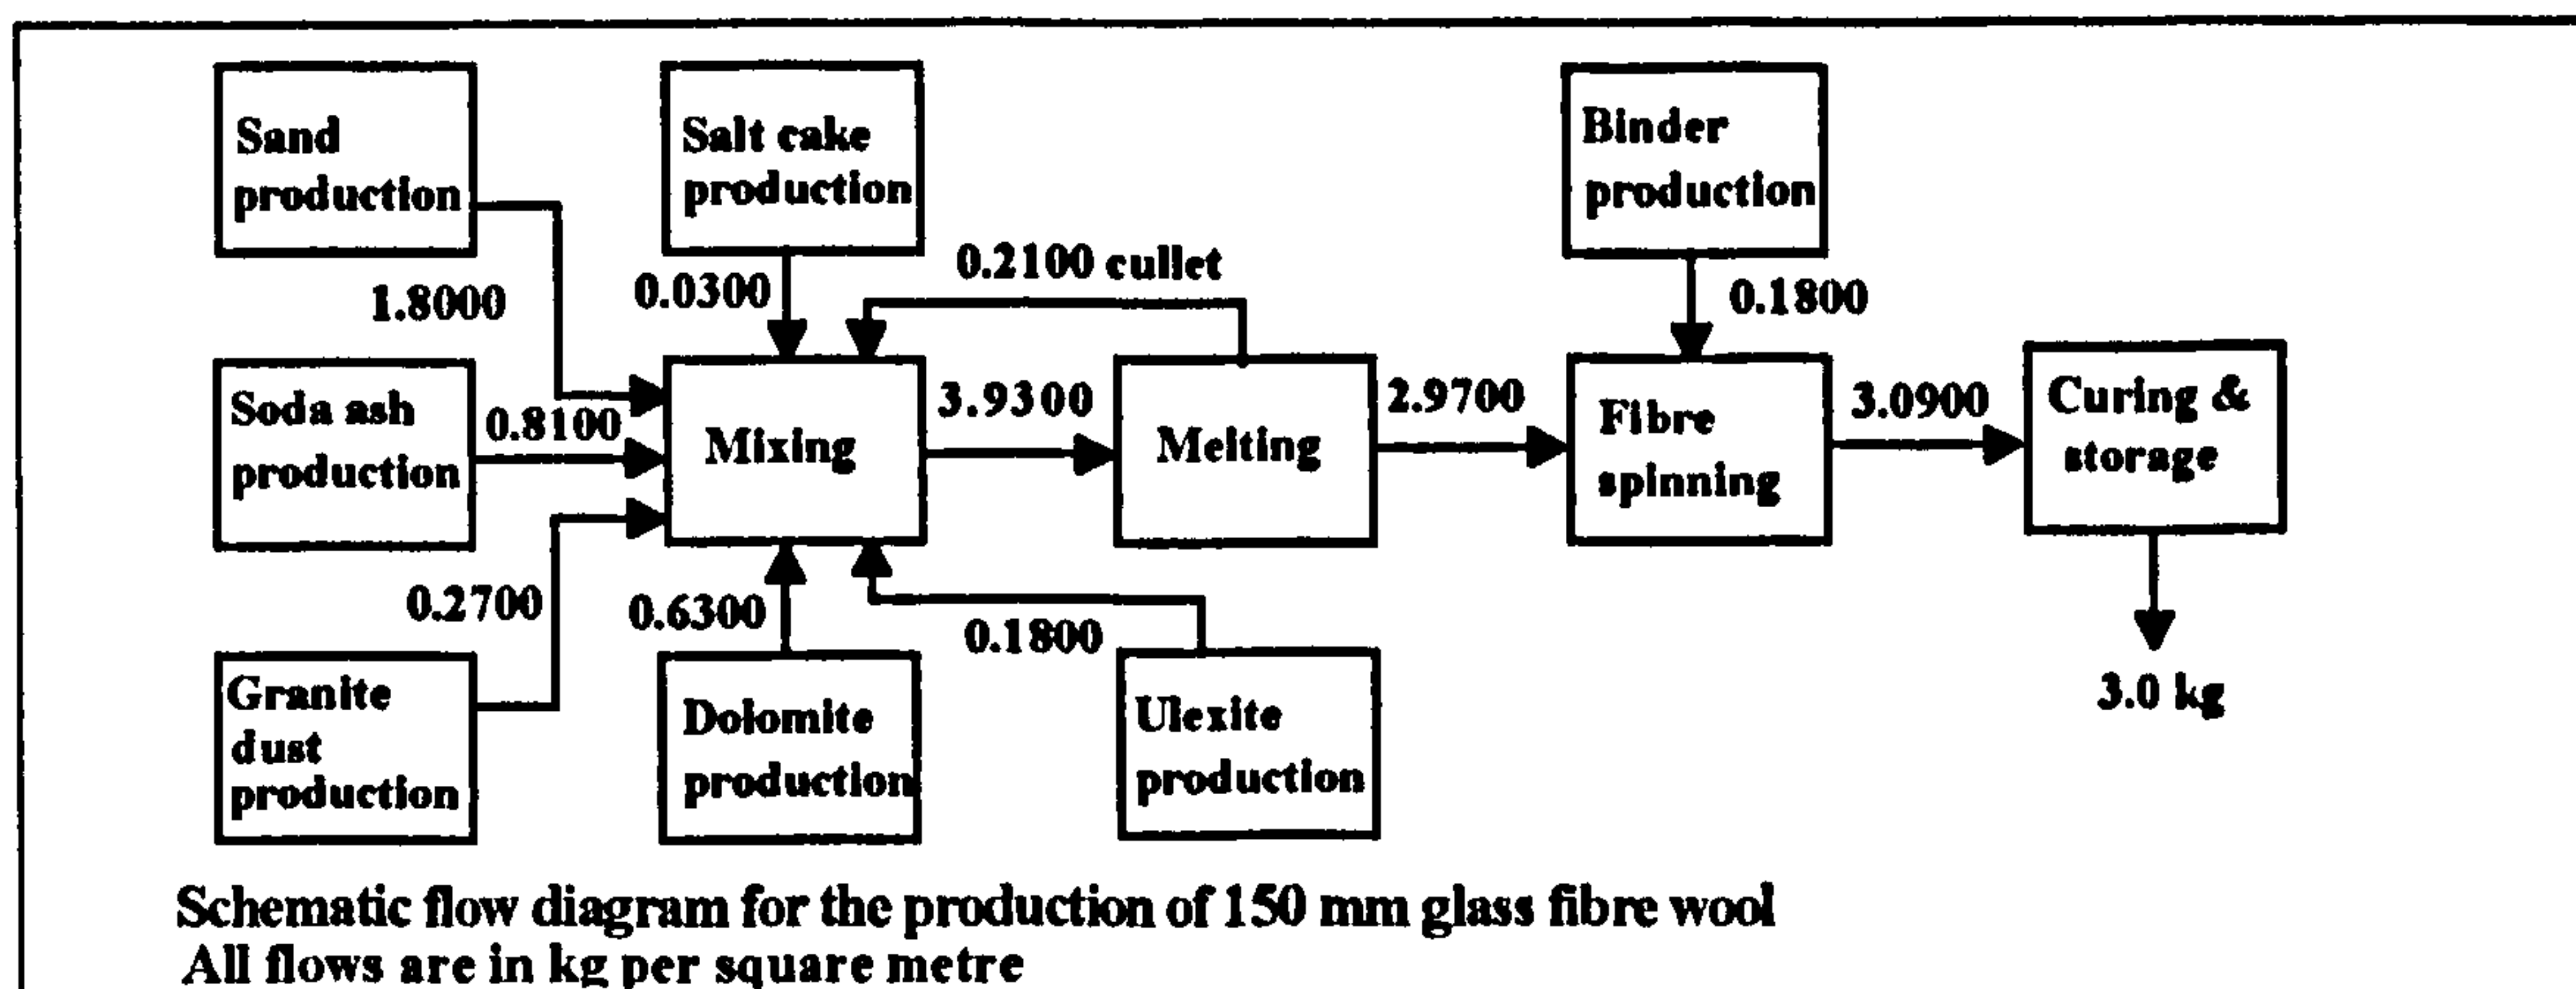 Sand
production
Salt cake
production
Binder
production
1.8000
0.0300
0.2100 cullet
0.1800
Soda ash
production
0.8100
Mixing
3.9300
Melting
2.9700
Fibre
spinning
3.0900
Curing &
storage
0.2700
0.6300
0.1800
3.0 kg
Granite
dust
production
Dolomite
production
Ulexite
production
Schematic flow diagram for the production of 150 mm glass fibre wool
All flows are in kg per square metre